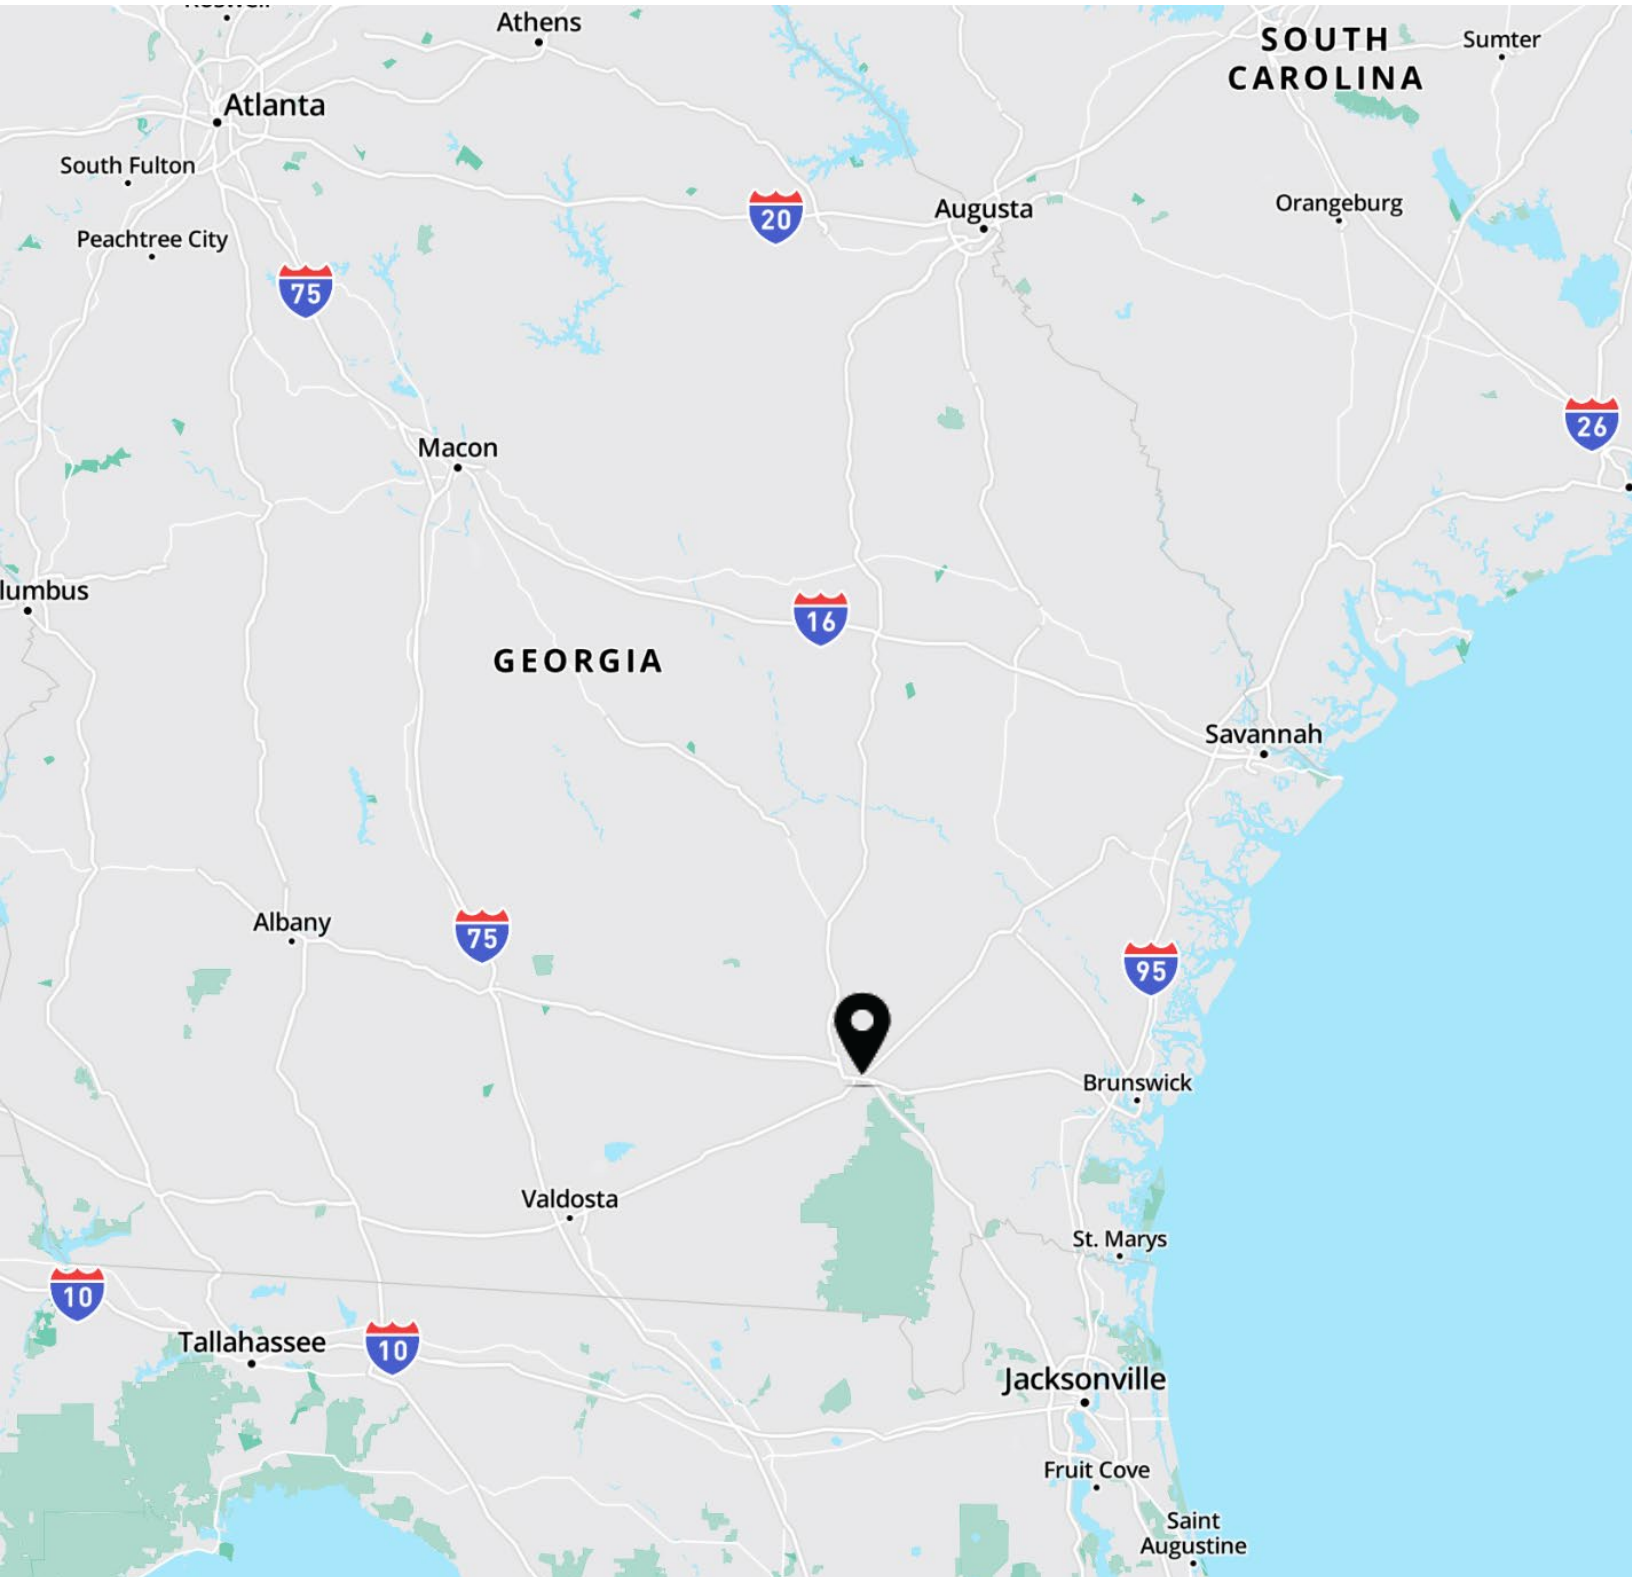 Athens
SOUTH
CAROLINA
Sumter
Atlanta
South Fulton
Augusta
Orangeburg
20
Peachtree City
75
26
Macon
lumbus
16
GEORGIA
Savannah
Albany
75
95
Brunswick
Valdosta
St. Marys
10
Tallahassee
10
Jacksonville
Fruit Cove
Saint
Augustine